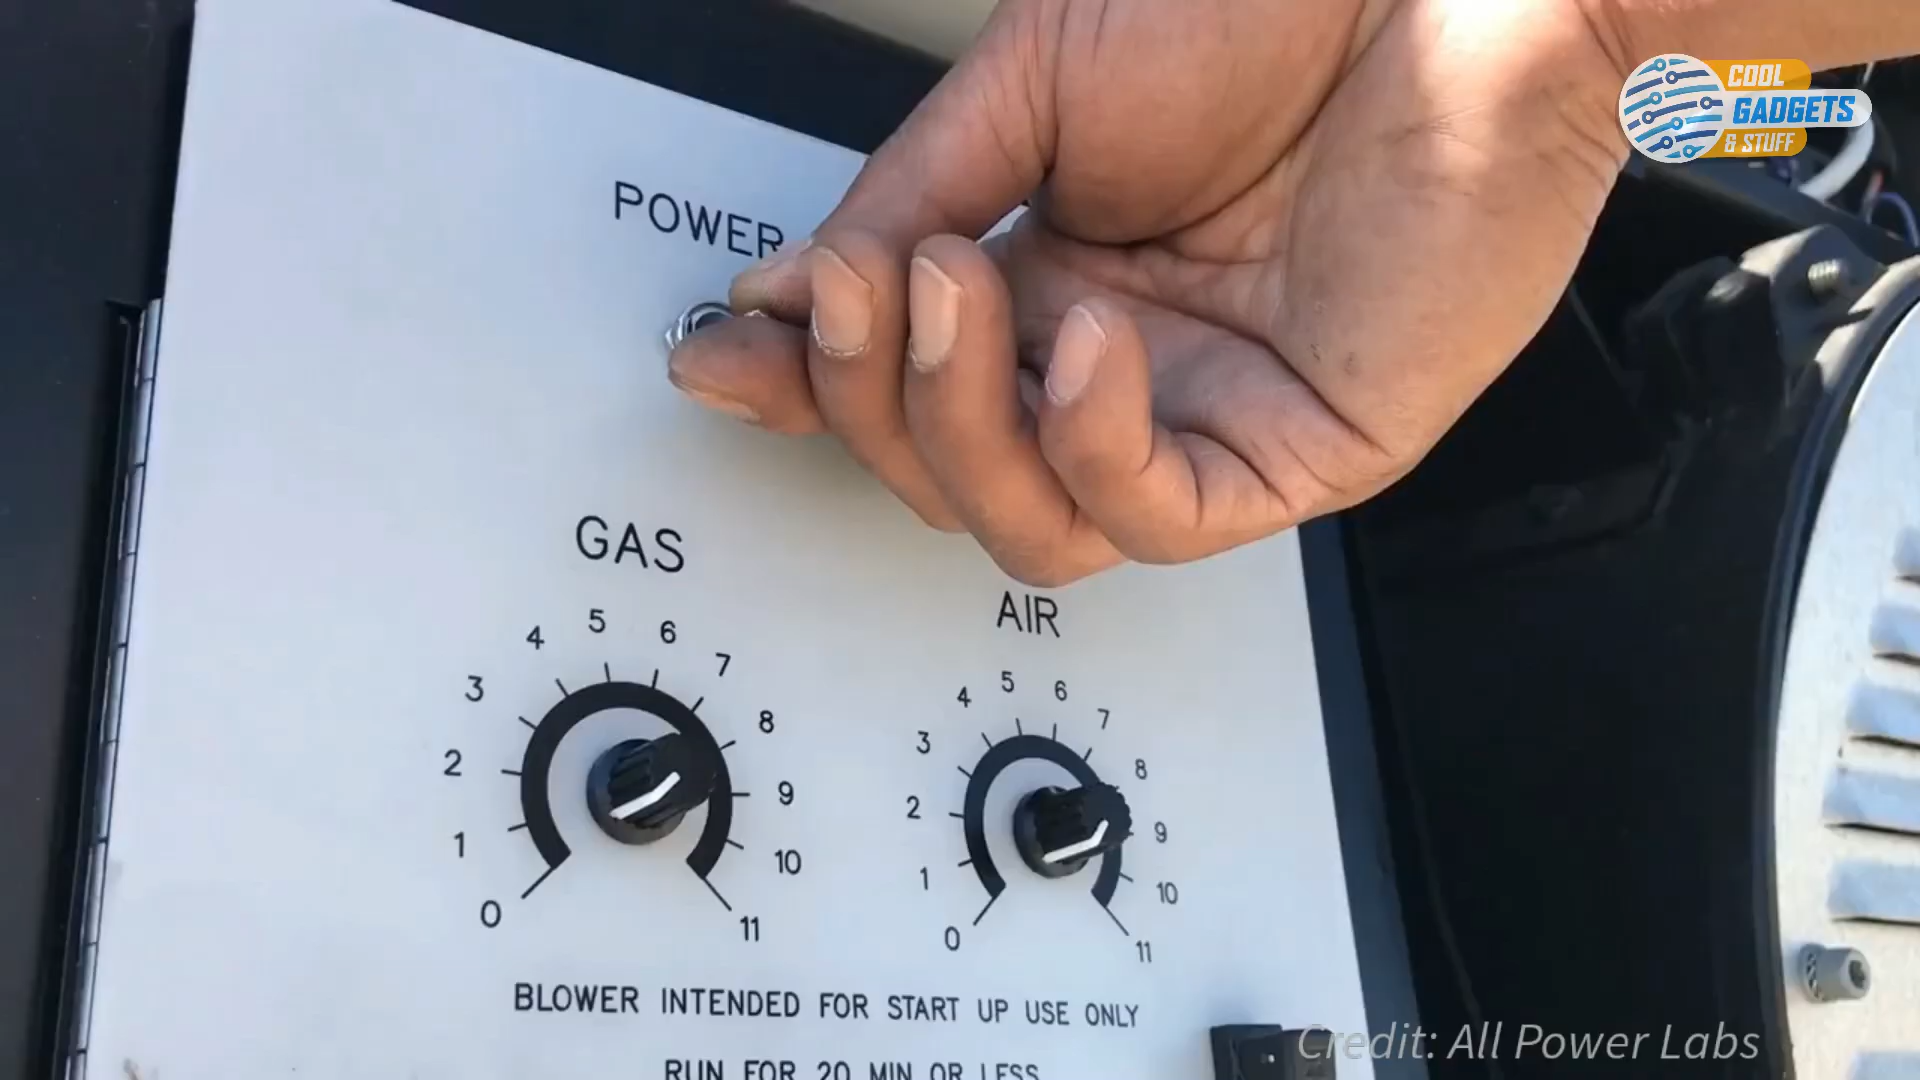 COOL
GADGETS
& STUFF
POWER
GAS
AIR
0 1 2 3 4 5 6 7 8 9 10 11
0 1 2 3 4 5 6 7 8 9 10 11
BLOWER INTENDED FOR START UP USE ONLY
RUN FOR 20 MIN OR LESS
Credit: All Power Labs